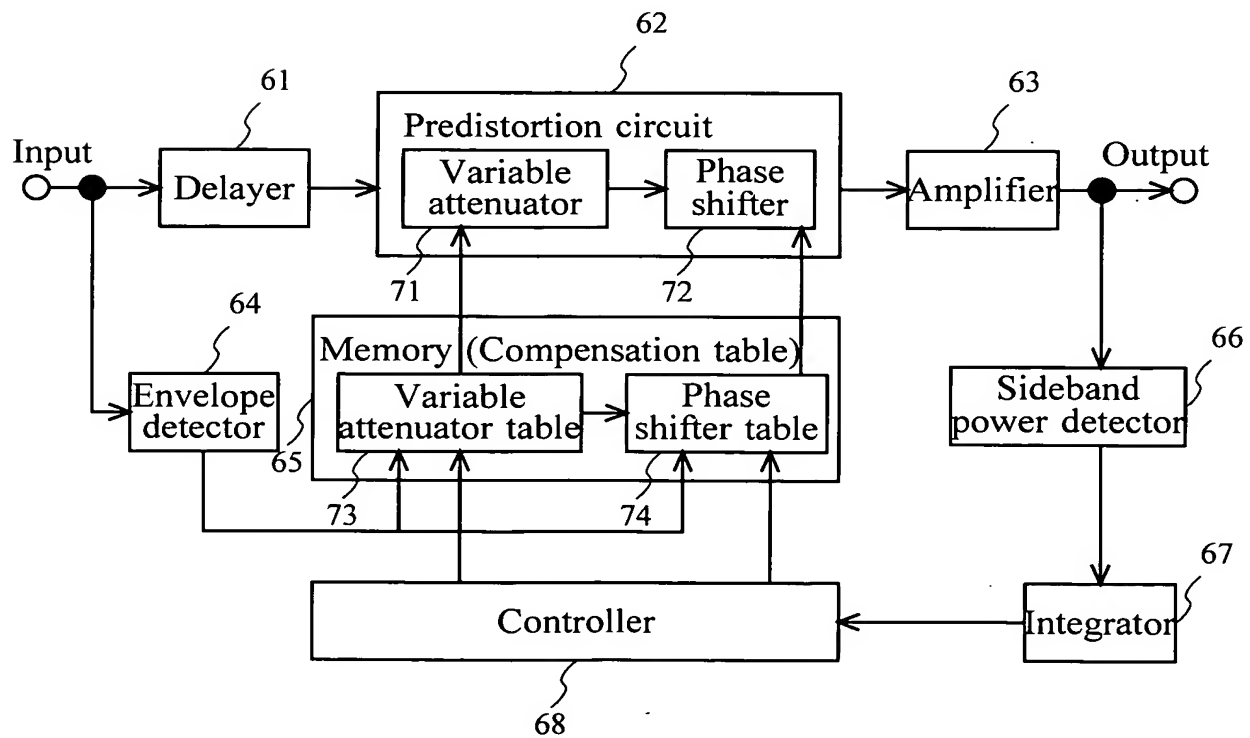 62
61
63
Predistortion circuit
Input
Output
Delayer
Variable
attenuator
Phase
shifter
Amplifier
71
72
64
Memory (Compensation table)
66
Envelope
detector
Variable
attenuator table
Phase
shifter table
Sideband
power detector
65
73
74
67
Controller
Integrator
68